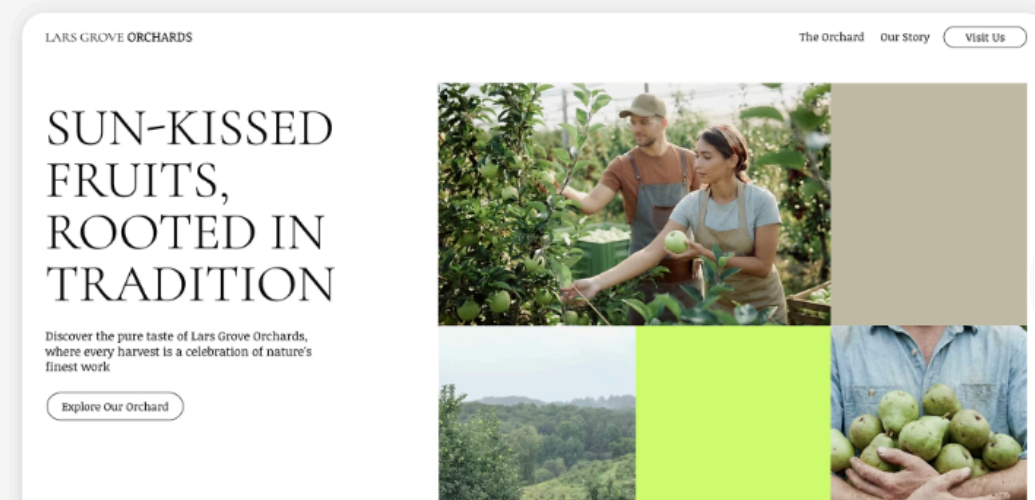 LARS GROVE ORCHARDS
The Orchard
Our Story
Visit Us
SUN-KISSED
FRUITS,
ROOTED IN
TRADITION
Discover the pure taste of Lars Grove Orchards,
where every harvest is a celebration of nature's
finest work
Explore Our Orchard